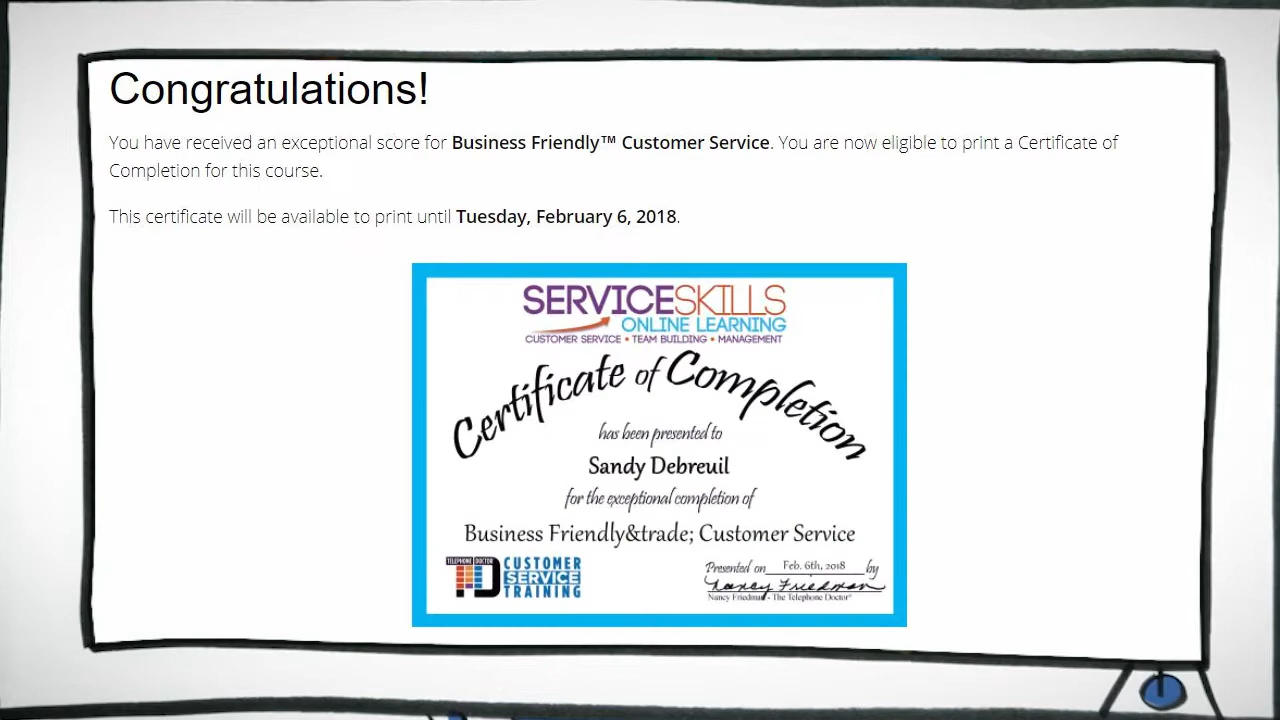 Congratulations!
You have received an exceptional score for Business Friendly™ Customer Service. You are now eligible to print a Certificate of
Completion for this course.
This certificate will be available to print until Tuesday, February 6, 2018.
SERVICESKILLS
ONLINE LEARNING
CUSTOMER SERVICE • TEAM BUILDING • MANAGEMENT
Certificate of Completion
has been presented to
Sandy Debreuil
for the exceptional completion of
Business Friendly&trade; Customer Service
TELEPHONE DOCTOR
TD
CUSTOMER
SERVICE
TRAINING
Presented on Feb. 6th, 2018 by
Nancy Friedman
Nancy Friedman - The Telephone Doctor®